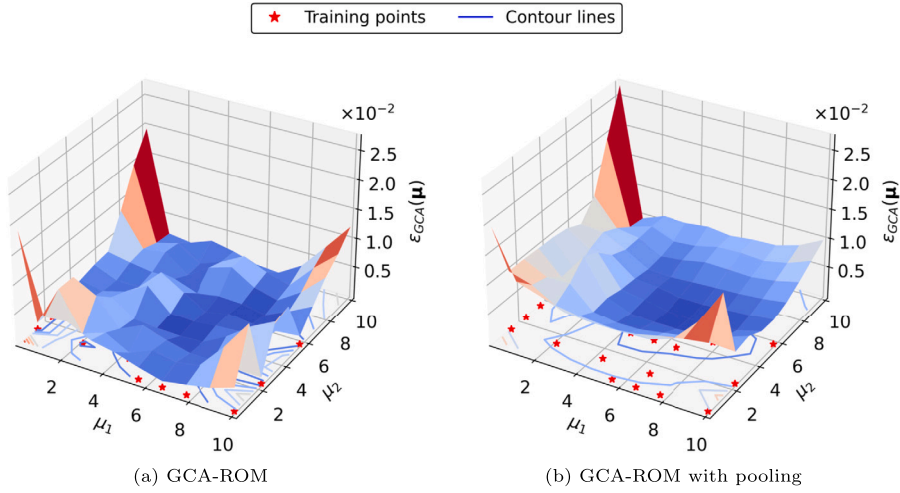 Training points Contour lines
×10⁻² ×10⁻²
2.5 2.5
2.0 2.0
1.5 1.5
1.0 1.0
0.5 0.5
ε_GCA(μ) ε_GCA(μ)
10 10
8 8
6 6
4 4
2 2
μ₂ μ₂
2 4 6 8 10 2 4 6 8 10
μ₁ μ₁
(a) GCA-ROM (b) GCA-ROM with pooling